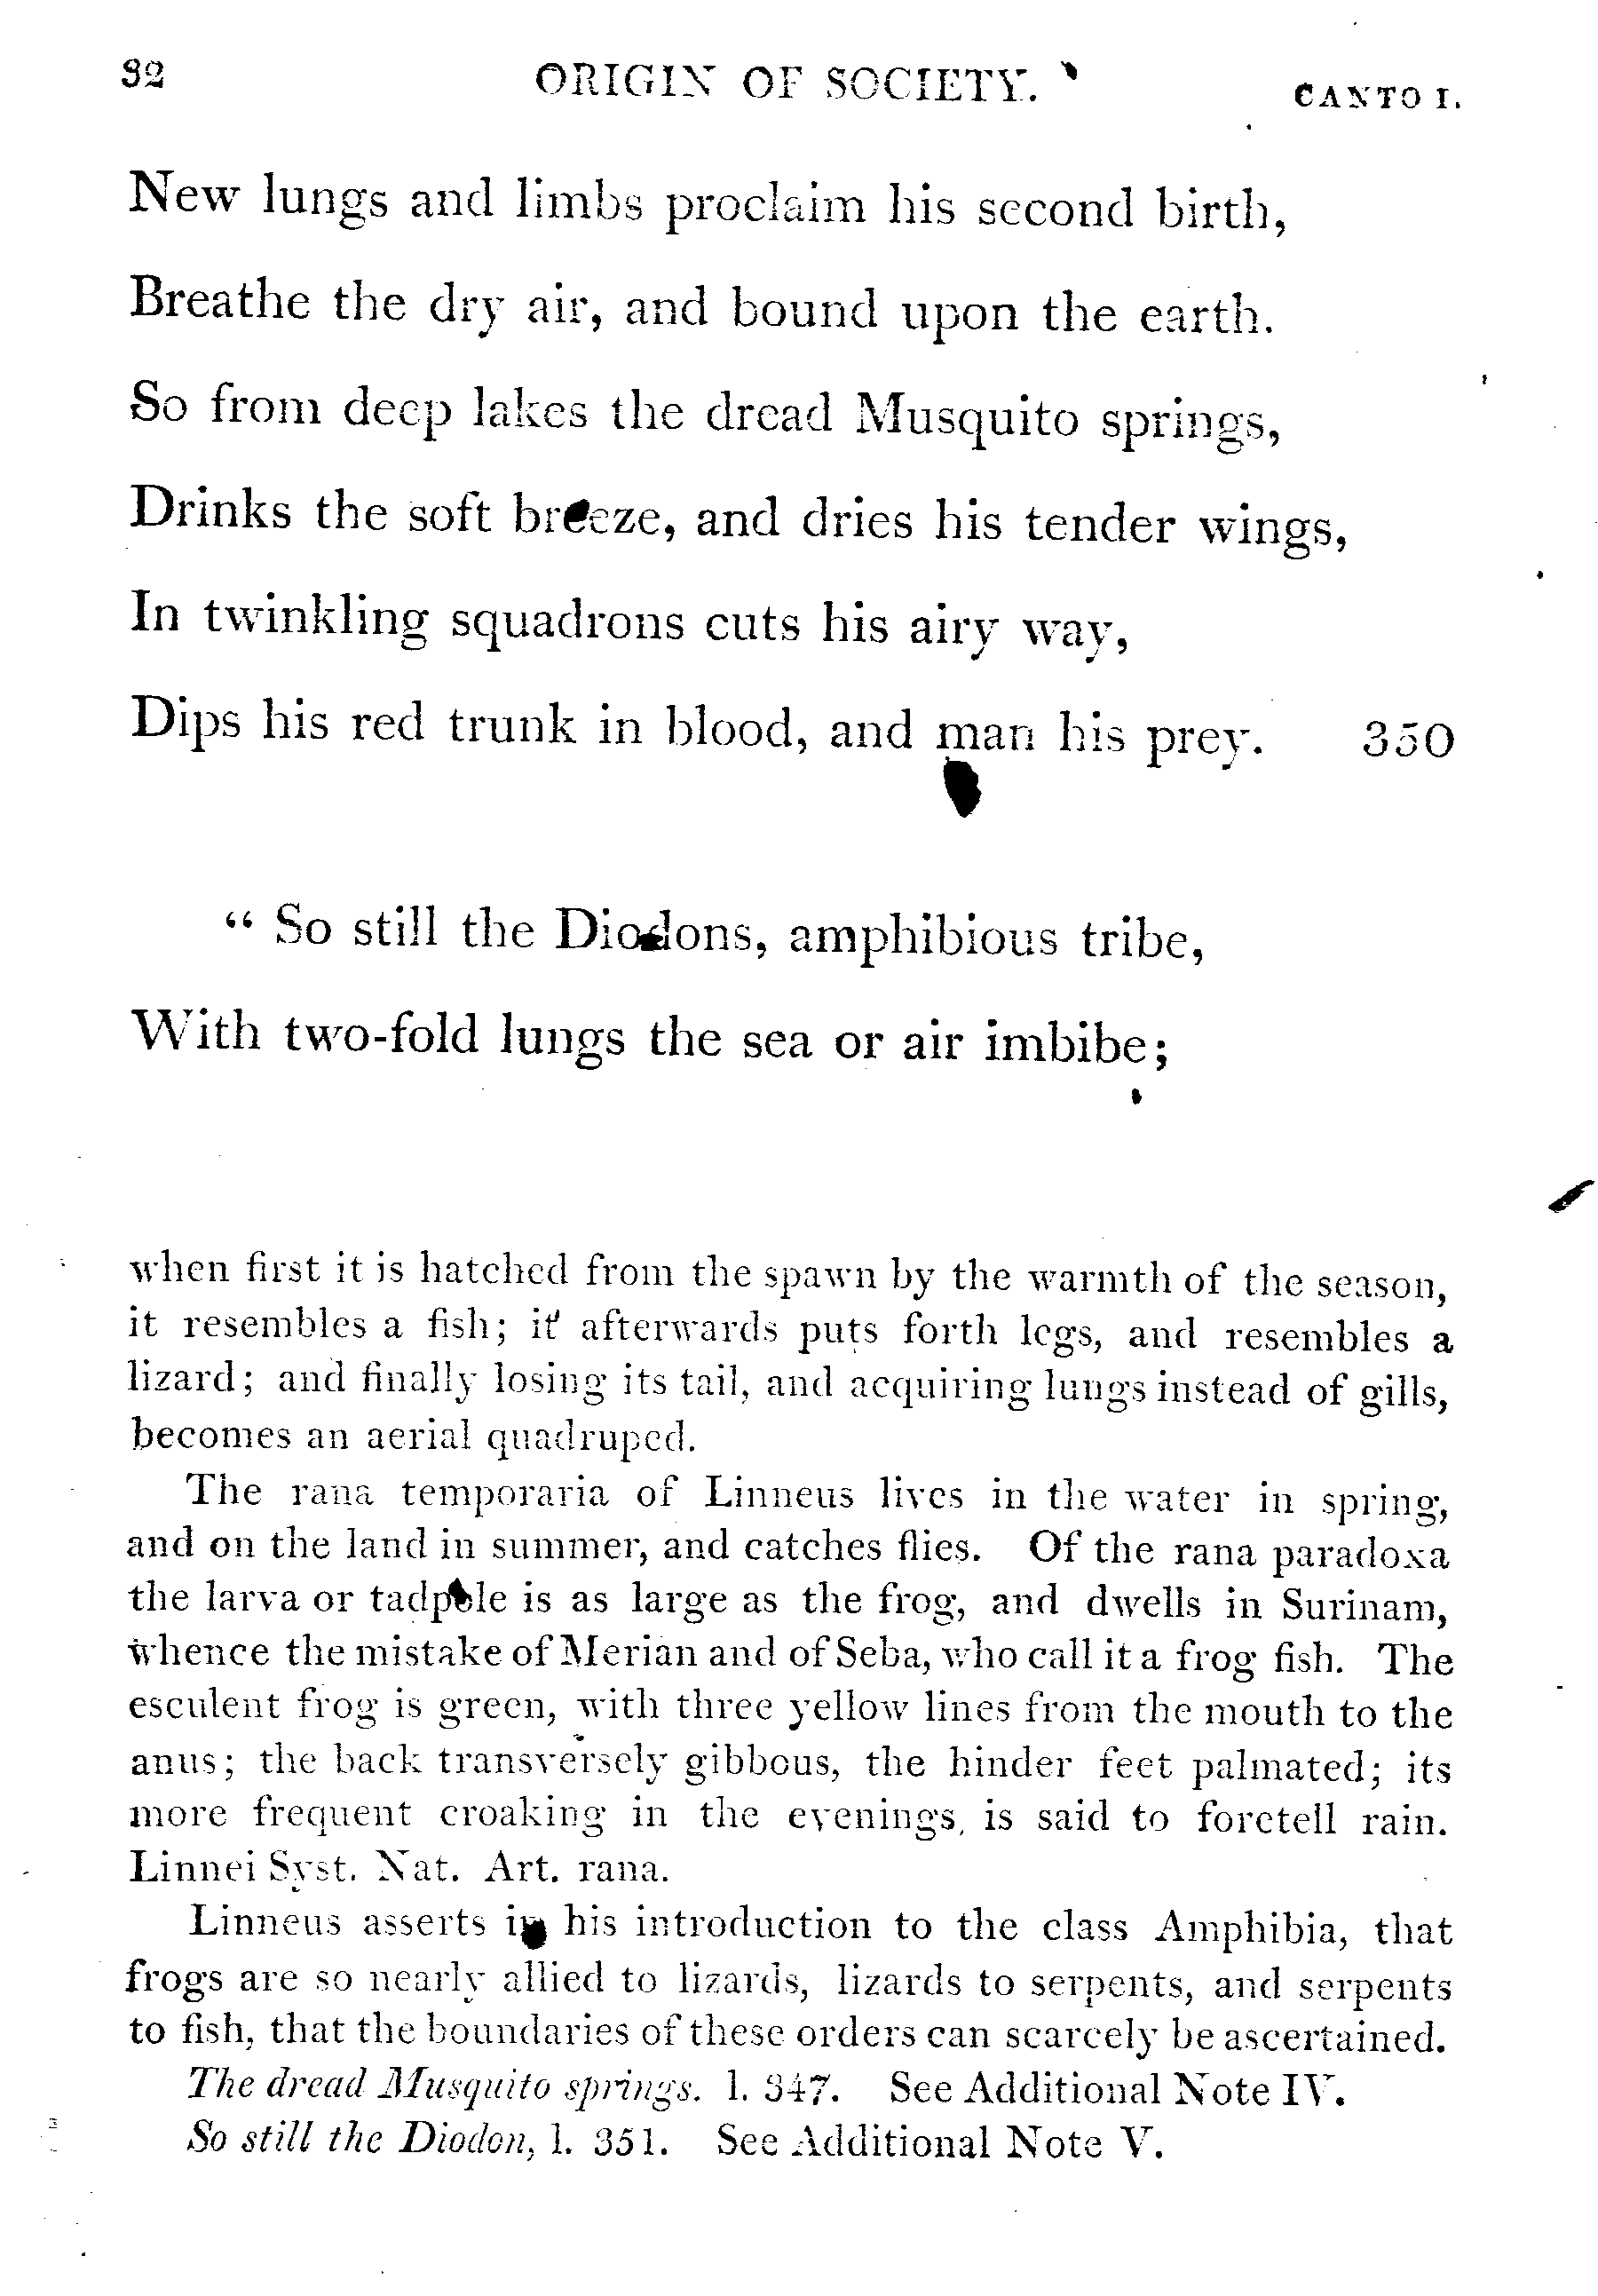 32 ORIGIN OF SOCIETY. CANTO I.
New lungs and limbs proclaim his second birth,
Breathe the dry air, and bound upon the earth.
So from deep lakes the dread Musquito springs,
Drinks the soft breeze, and dries his tender wings,
In twinkling squadrons cuts his airy way,
Dips his red trunk in blood, and man his prey. 350
“ So still the Diodons, amphibious tribe,
With two-fold lungs the sea or air imbibe;
when first it is hatched from the spawn by the warmth of the season,
it resembles a fish; it afterwards puts forth legs, and resembles a
lizard; and finally losing its tail, and acquiring lungs instead of gills,
becomes an aerial quadruped.
The rana temporaria of Linneus lives in the water in spring,
and on the land in summer, and catches flies. Of the rana paradoxa
the larva or tadpole is as large as the frog, and dwells in Surinam,
whence the mistake of Merian and of Seba, who call it a frog fish. The
esculent frog is green, with three yellow lines from the mouth to the
anus; the back transversely gibbous, the hinder feet palmated; its
more frequent croaking in the evenings, is said to foretell rain.
Linnei Syst. Nat. Art. rana.
Linneus asserts in his introduction to the class Amphibia, that
frogs are so nearly allied to lizards, lizards to serpents, and serpents
to fish, that the boundaries of these orders can scarcely be ascertained.
The dread Musquito springs. l. 347. See Additional Note IV.
So still the Diodon, l. 351. See Additional Note V.